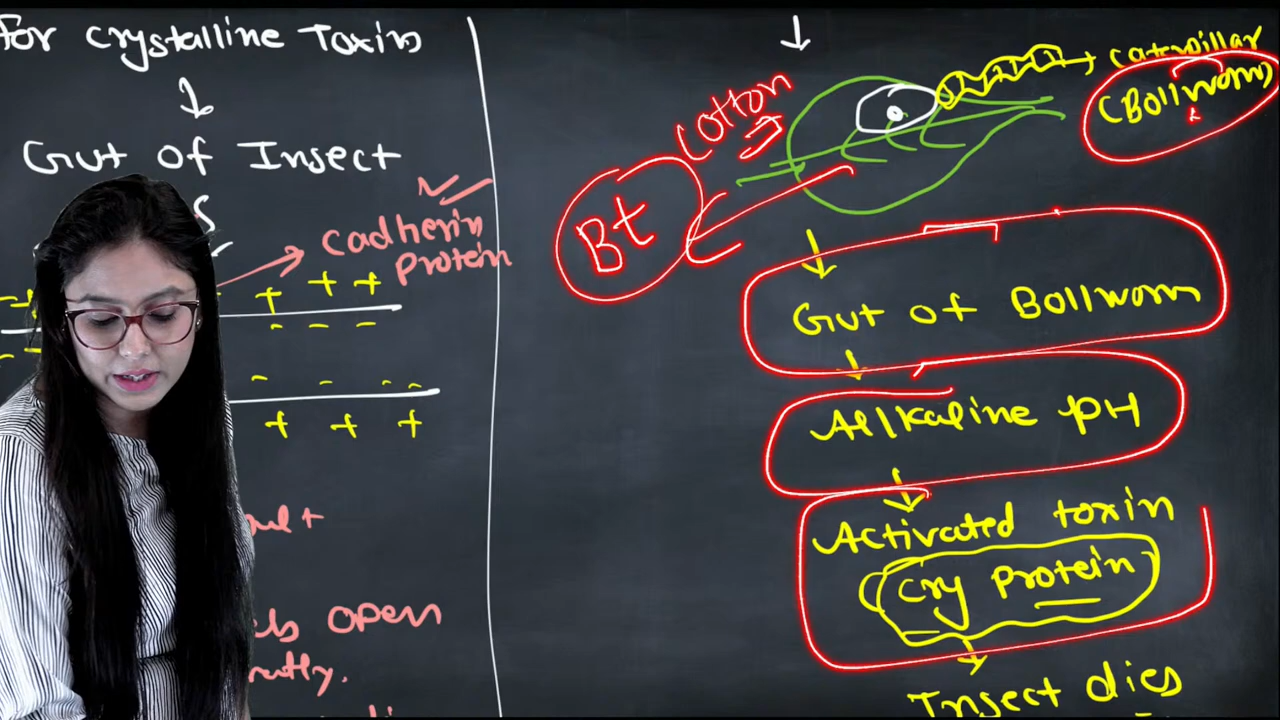 for crystalline Toxin
↓
Gut of Insect
Cadherin
protein
+ + +
- - -
- - - -
+ + +
open
↓
caterpillar
(Bollworm)
Cotton
Bt
↓
Gut of Bollworm
↓
Allkaline pH
↓
Activated toxin
(Cry protein)
↓
Insect dies